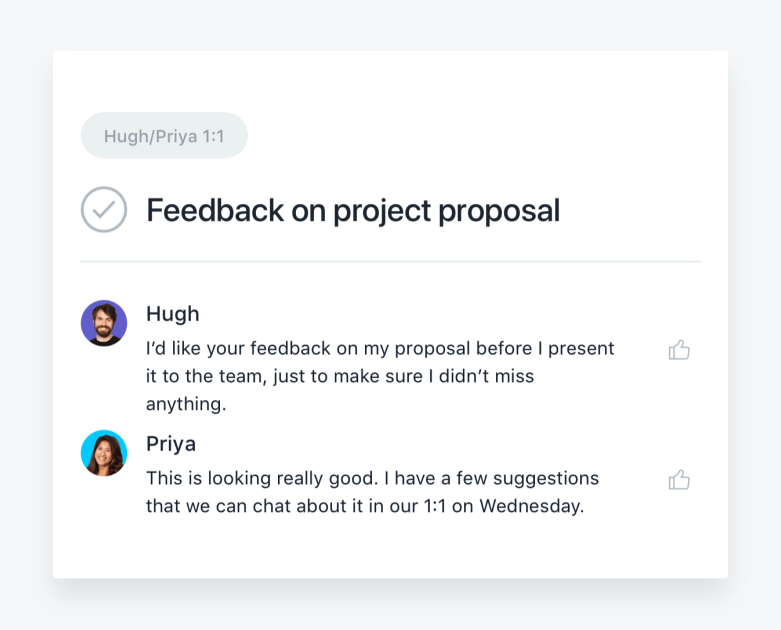 Hugh/Priya 1:1
Feedback on project proposal
Hugh
I’d like your feedback on my proposal before I present
it to the team, just to make sure I didn’t miss
anything.
Priya
This is looking really good. I have a few suggestions
that we can chat about it in our 1:1 on Wednesday.